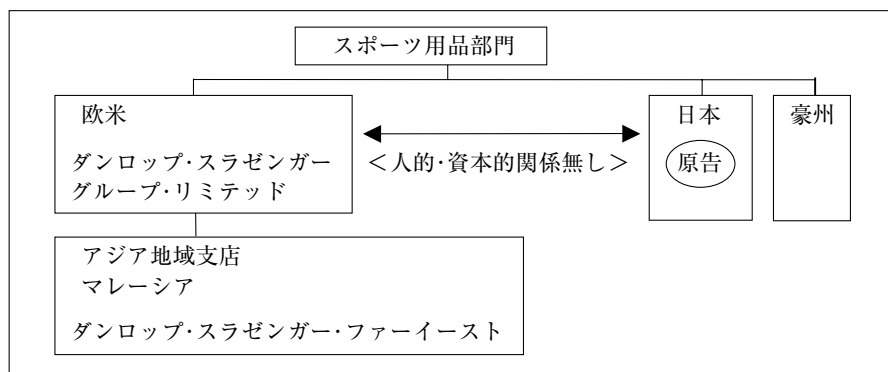 スポーツ用品部門
欧米
ダンロップ・スラゼンガー
グループ・リミテッド
＜人的・資本的関係無し＞
日本
原告
豪州
アジア地域支店
マレーシア
ダンロップ・スラゼンガー・ファーイースト